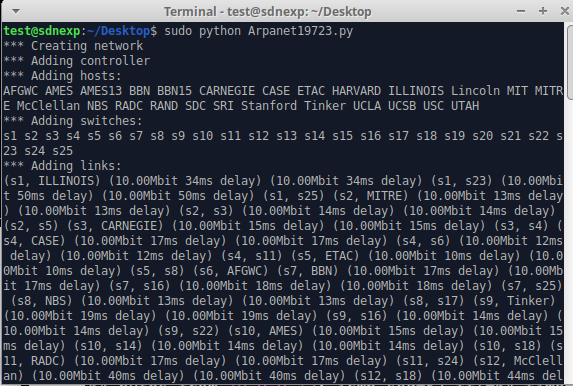 Terminal - test@sdnexp: ~/Desktop
test@sdnexp:~/Desktop$ sudo python Arpanet19723.py
*** Creating network
*** Adding controller
*** Adding hosts:
AFGWC AMES AMES13 BBN BBN15 CARNEGIE CASE ETAC HARVARD ILLINOIS Lincoln MIT MITR
E McClellan NBS RADC RAND SDC SRI Stanford Tinker UCLA UCSB USC UTAH
*** Adding switches:
s1 s2 s3 s4 s5 s6 s7 s8 s9 s10 s11 s12 s13 s14 s15 s16 s17 s18 s19 s20 s21 s22 s
23 s24 s25
*** Adding links:
(s1, ILLINOIS) (10.00Mbit 34ms delay) (10.00Mbit 34ms delay) (s1, s23) (10.00Mbi
t 50ms delay) (10.00Mbit 50ms delay) (s1, s25) (s2, MITRE) (10.00Mbit 13ms delay
) (10.00Mbit 13ms delay) (s2, s3) (10.00Mbit 14ms delay) (10.00Mbit 14ms delay)
(s2, s5) (s3, CARNEGIE) (10.00Mbit 15ms delay) (10.00Mbit 15ms delay) (s3, s4) (
s4, CASE) (10.00Mbit 17ms delay) (10.00Mbit 17ms delay) (s4, s6) (10.00Mbit 12ms
delay) (10.00Mbit 12ms delay) (s4, s11) (s5, ETAC) (10.00Mbit 10ms delay) (10.0
0Mbit 10ms delay) (s5, s8) (s6, AFGWC) (s7, BBN) (10.00Mbit 17ms delay) (10.00Mb
it 17ms delay) (s7, s16) (10.00Mbit 18ms delay) (10.00Mbit 18ms delay) (s7, s25)
(s8, NBS) (10.00Mbit 13ms delay) (10.00Mbit 13ms delay) (s8, s17) (s9, Tinker)
(10.00Mbit 19ms delay) (10.00Mbit 19ms delay) (s9, s16) (10.00Mbit 14ms delay) (
10.00Mbit 14ms delay) (s9, s22) (s10, AMES) (10.00Mbit 15ms delay) (10.00Mbit 15
ms delay) (s10, s14) (10.00Mbit 14ms delay) (10.00Mbit 14ms delay) (s10, s18) (s
11, RADC) (10.00Mbit 17ms delay) (10.00Mbit 17ms delay) (s11, s24) (s12, McClell
an) (10.00Mbit 40ms delay) (10.00Mbit 40ms delay) (s12, s18) (10.00Mbit 44ms del